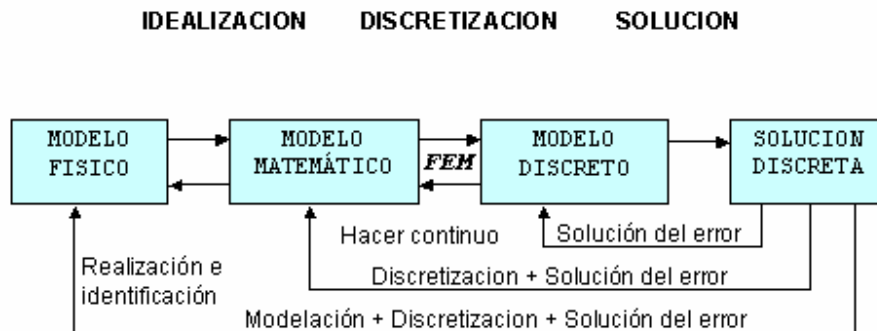 IDEALIZACION DISCRETIZACION SOLUCION
MODELO
FISICO
MODELO
MATEMÁTICO
FEM
MODELO
DISCRETO
SOLUCION
DISCRETA
Hacer continuo
Solución del error
Realización e
identificación
Discretizacion + Solución del error
Modelación + Discretizacion + Solución del error